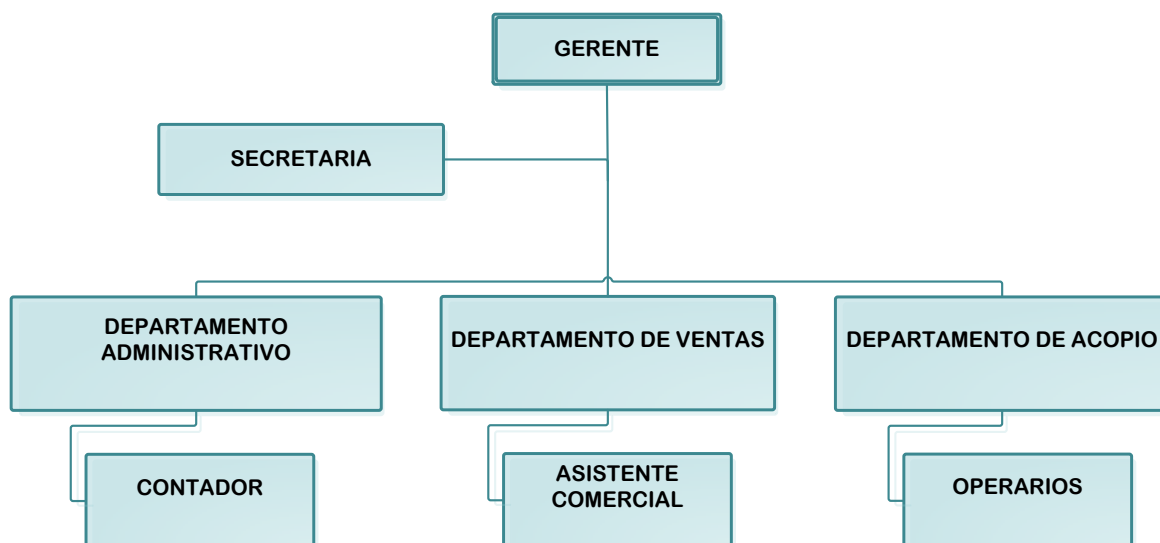 GERENTE
SECRETARIA
DEPARTAMENTO
ADMINISTRATIVO
DEPARTAMENTO DE VENTAS
DEPARTAMENTO DE ACOPIO
CONTADOR
ASISTENTE
COMERCIAL
OPERARIOS